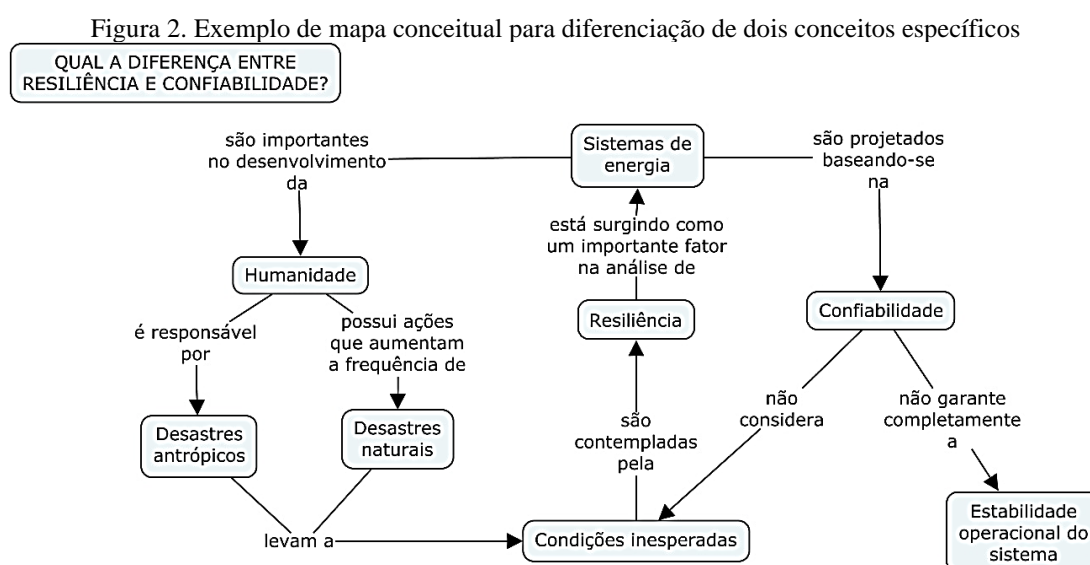 Figura 2. Exemplo de mapa conceitual para diferenciação de dois conceitos específicos
QUAL A DIFERENÇA ENTRE
RESILIÊNCIA E CONFIABILIDADE?
são importantes
no desenvolvimento
da
Sistemas de
energia
são projetados
baseando-se
na
está surgindo como
um importante fator
na análise de
Humanidade
Resiliência
Confiabilidade
é responsável
por
possui ações
que aumentam
a frequência de
não
considera
não garante
completamente
a
Desastres
antrópicos
Desastres
naturais
são
contempladas
pela
levam a
Condições inesperadas
Estabilidade
operacional do
sistema